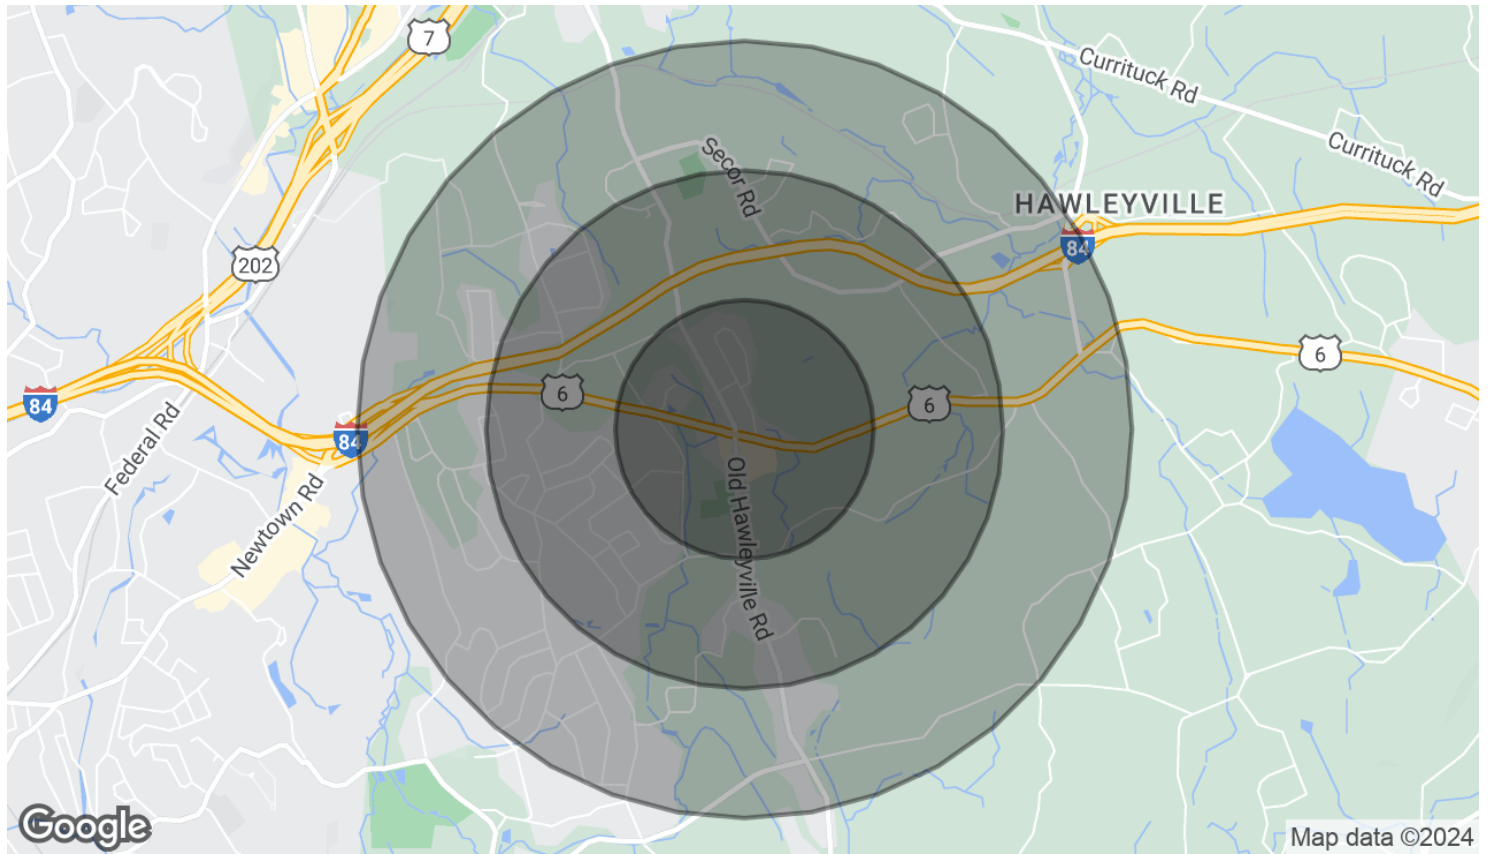 7
Currituck Rd
Currituck Rd
Secor Rd
HAWLEYVILLE
84
202
6
6
6
84
84
Federal Rd
Newtown Rd
Old Hawleyville Rd
Google
Map data ©2024